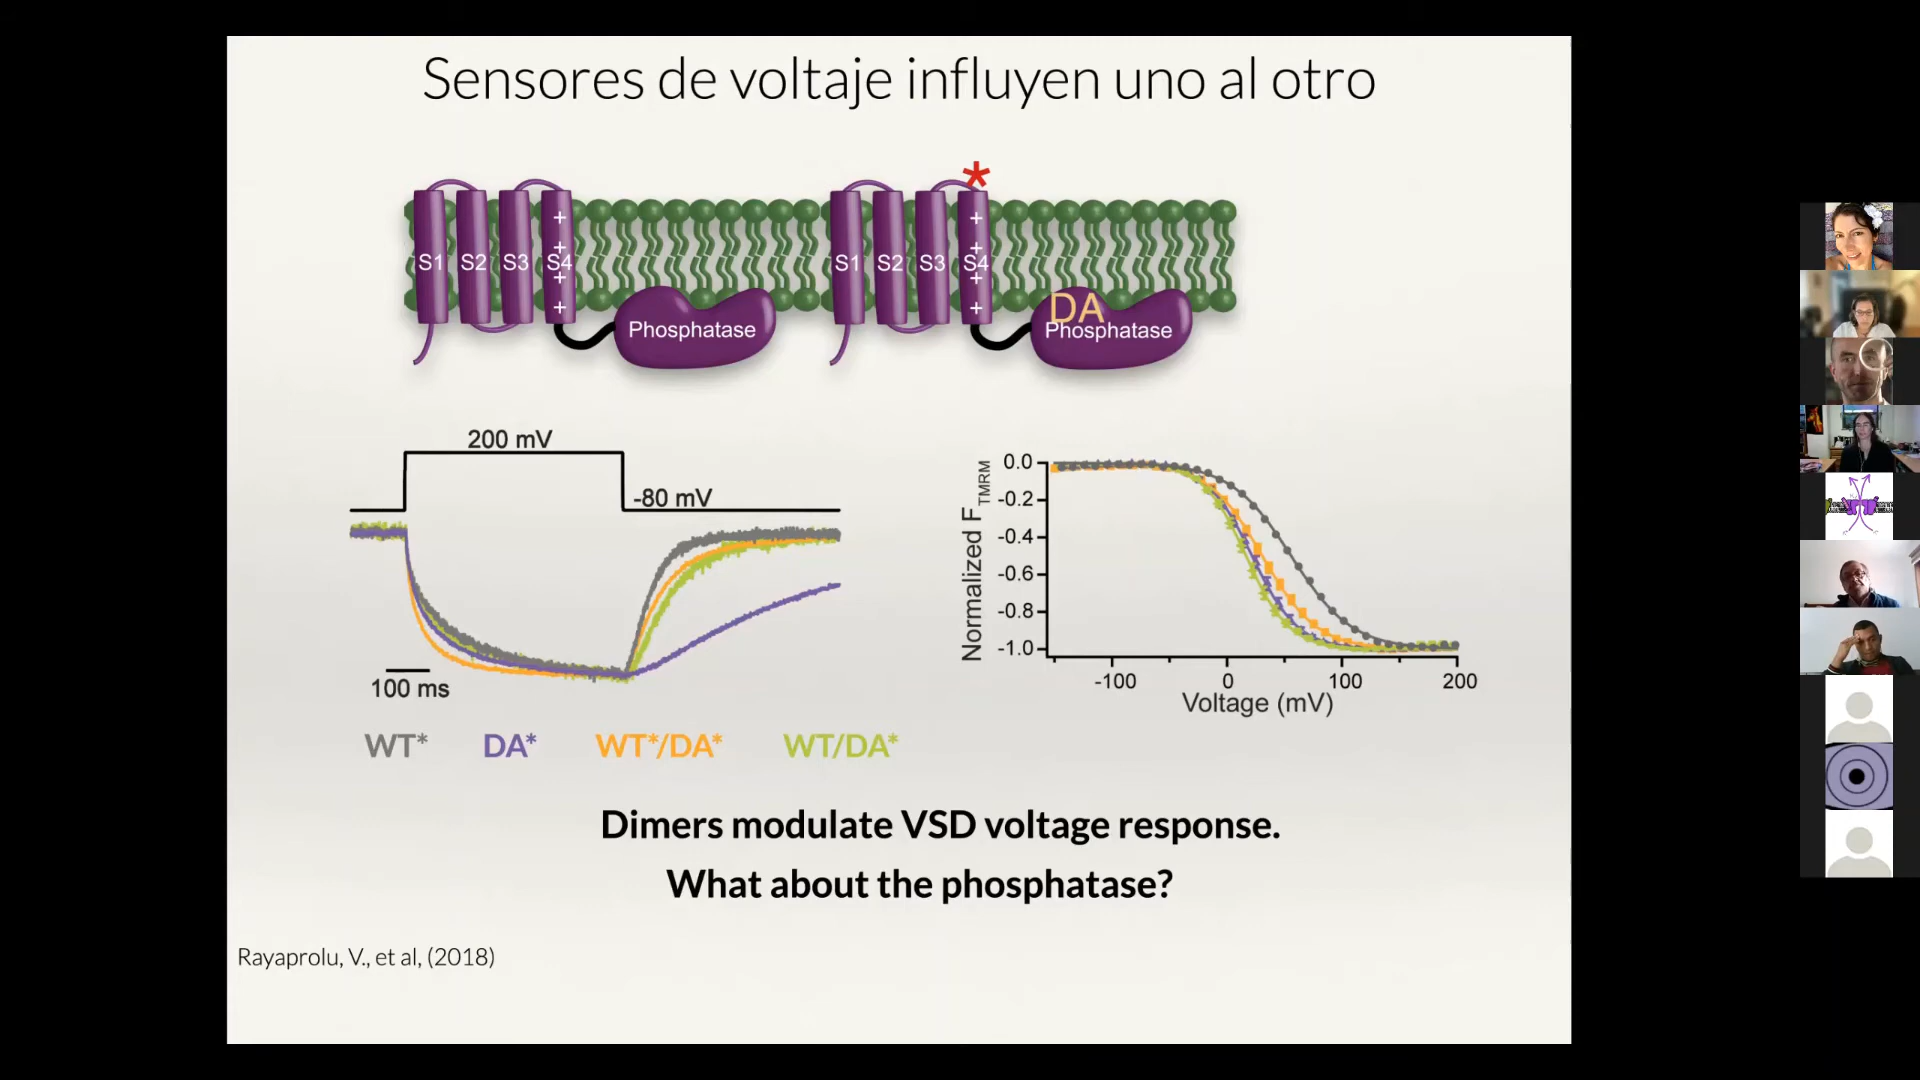 Sensores de voltaje influyen uno al otro
*
S1 S2 S3 S4 + + + +
S1 S2 S3 S4 + + + +
Phosphatase
DA
Phosphatase
200 mV
-80 mV
100 ms
Normalized FTMRM
0.0
-0.2
-0.4
-0.6
-0.8
-1.0
-100 0 100 200
Voltage (mV)
WT* DA* WT*/DA* WT/DA*
Dimers modulate VSD voltage response.
What about the phosphatase?
Rayaprolu, V., et al, (2018)